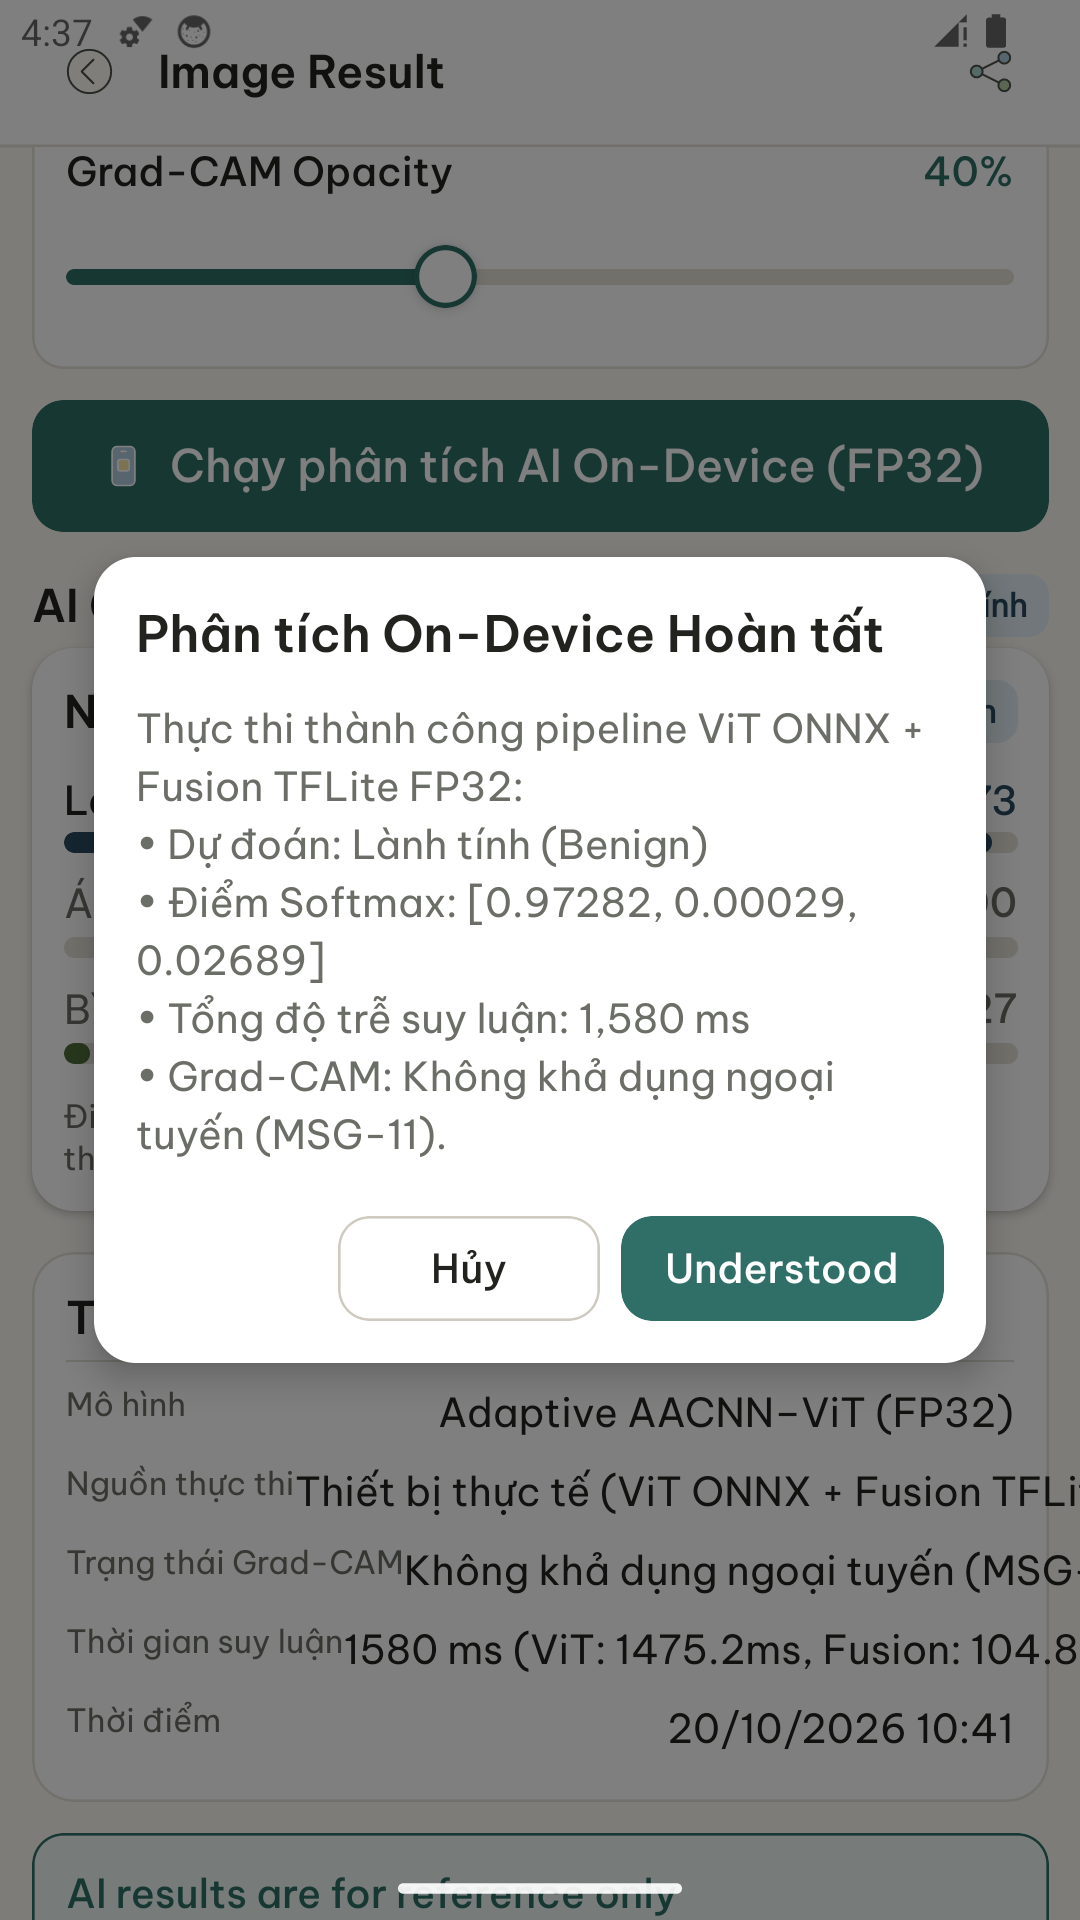 4:37
Image Result
Grad-CAM Opacity
40%
Chạy phân tích AI On-Device (FP32)
AI
Phân tích On-Device Hoàn tất
Thực thi thành công pipeline ViT ONNX +
Fusion TFLite FP32:
• Dự đoán: Lành tính (Benign)
• Điểm Softmax: [0.97282, 0.00029,
0.02689]
• Tổng độ trễ suy luận: 1,580 ms
• Grad-CAM: Không khả dụng ngoại
tuyến (MSG-11).
Hủy
Understood
Mô hình
Adaptive AACNN–ViT (FP32)
Nguồn thực thi
Thiết bị thực tế (ViT ONNX + Fusion TFLi
Trạng thái Grad-CAM
Không khả dụng ngoại tuyến (MSG-
Thời gian suy luận
1580 ms (ViT: 1475.2ms, Fusion: 104.8
Thời điểm
20/10/2026 10:41
AI results are for reference only